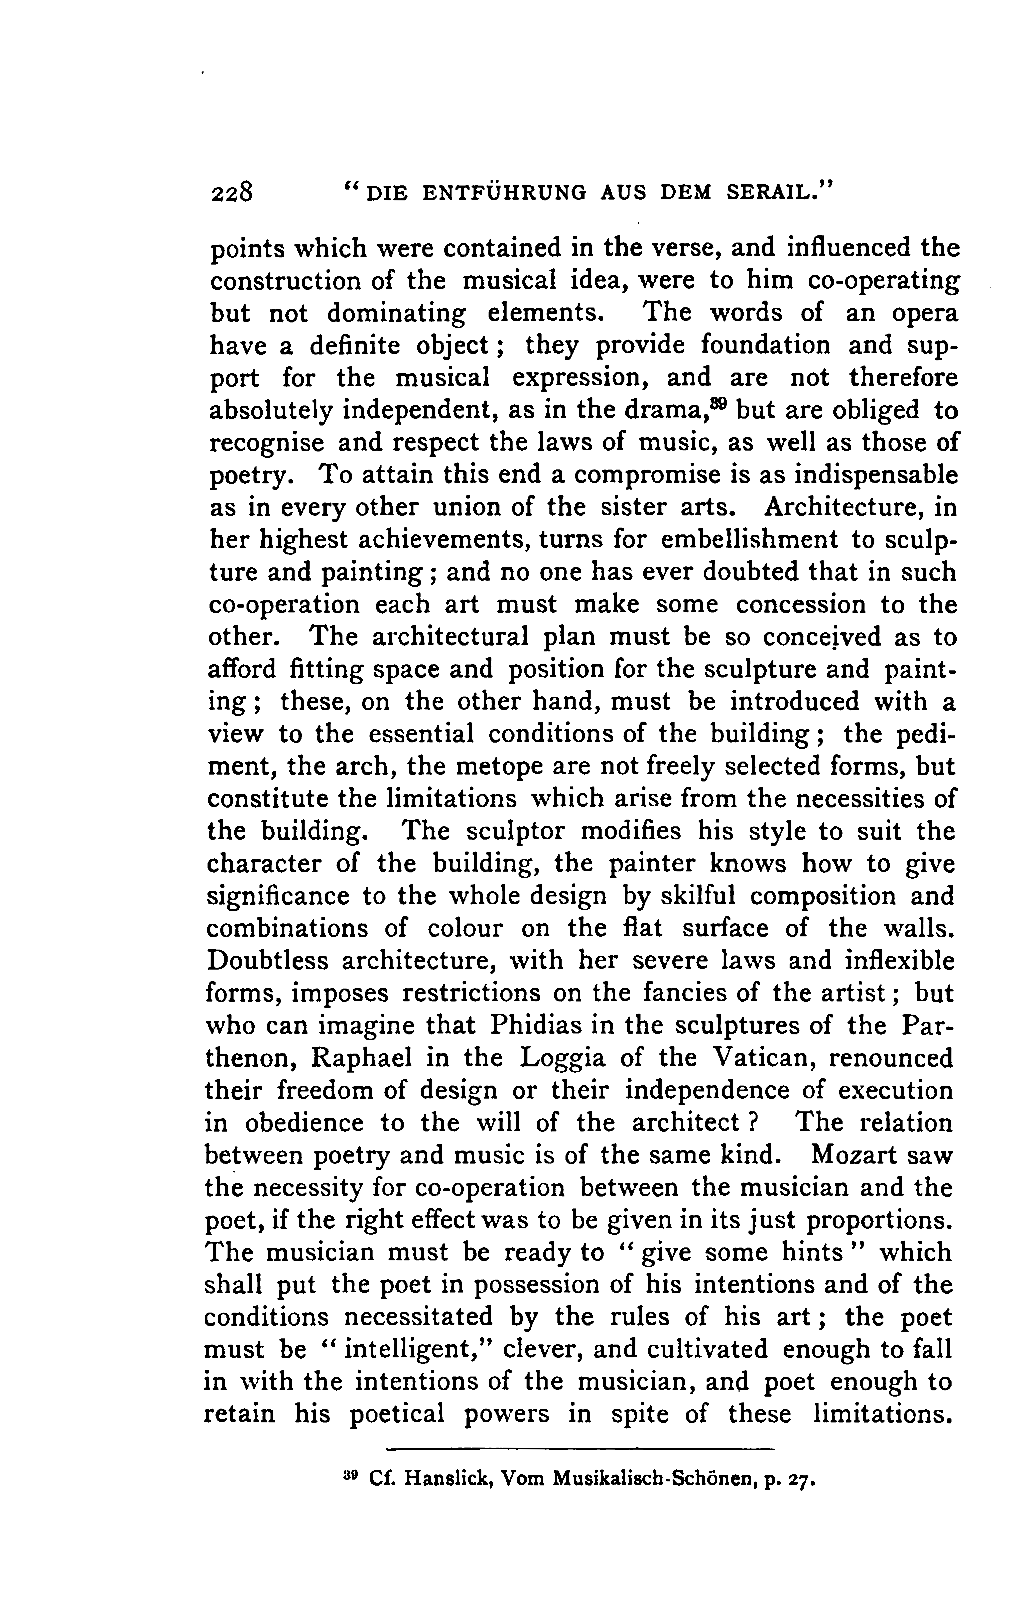 228 “DIE ENTFÜHRUNG AUS DEM SERAIL.”
points which were contained in the verse, and influenced the
construction of the musical idea, were to him co-operating
but not dominating elements. The words of an opera
have a definite object; they provide foundation and sup-
port for the musical expression, and are not therefore
absolutely independent, as in the drama,³⁹ but are obliged to
recognise and respect the laws of music, as well as those of
poetry. To attain this end a compromise is as indispensable
as in every other union of the sister arts. Architecture, in
her highest achievements, turns for embellishment to sculp-
ture and painting; and no one has ever doubted that in such
co-operation each art must make some concession to the
other. The architectural plan must be so conceived as to
afford fitting space and position for the sculpture and paint-
ing; these, on the other hand, must be introduced with a
view to the essential conditions of the building; the pedi-
ment, the arch, the metope are not freely selected forms, but
constitute the limitations which arise from the necessities of
the building. The sculptor modifies his style to suit the
character of the building, the painter knows how to give
significance to the whole design by skilful composition and
combinations of colour on the flat surface of the walls.
Doubtless architecture, with her severe laws and inflexible
forms, imposes restrictions on the fancies of the artist; but
who can imagine that Phidias in the sculptures of the Par-
thenon, Raphael in the Loggia of the Vatican, renounced
their freedom of design or their independence of execution
in obedience to the will of the architect? The relation
between poetry and music is of the same kind. Mozart saw
the necessity for co-operation between the musician and the
poet, if the right effect was to be given in its just proportions.
The musician must be ready to “give some hints” which
shall put the poet in possession of his intentions and of the
conditions necessitated by the rules of his art; the poet
must be “intelligent,” clever, and cultivated enough to fall
in with the intentions of the musician, and poet enough to
retain his poetical powers in spite of these limitations.
³⁹ Cf. Hanslick, Vom Musikalisch-Schönen, p. 27.